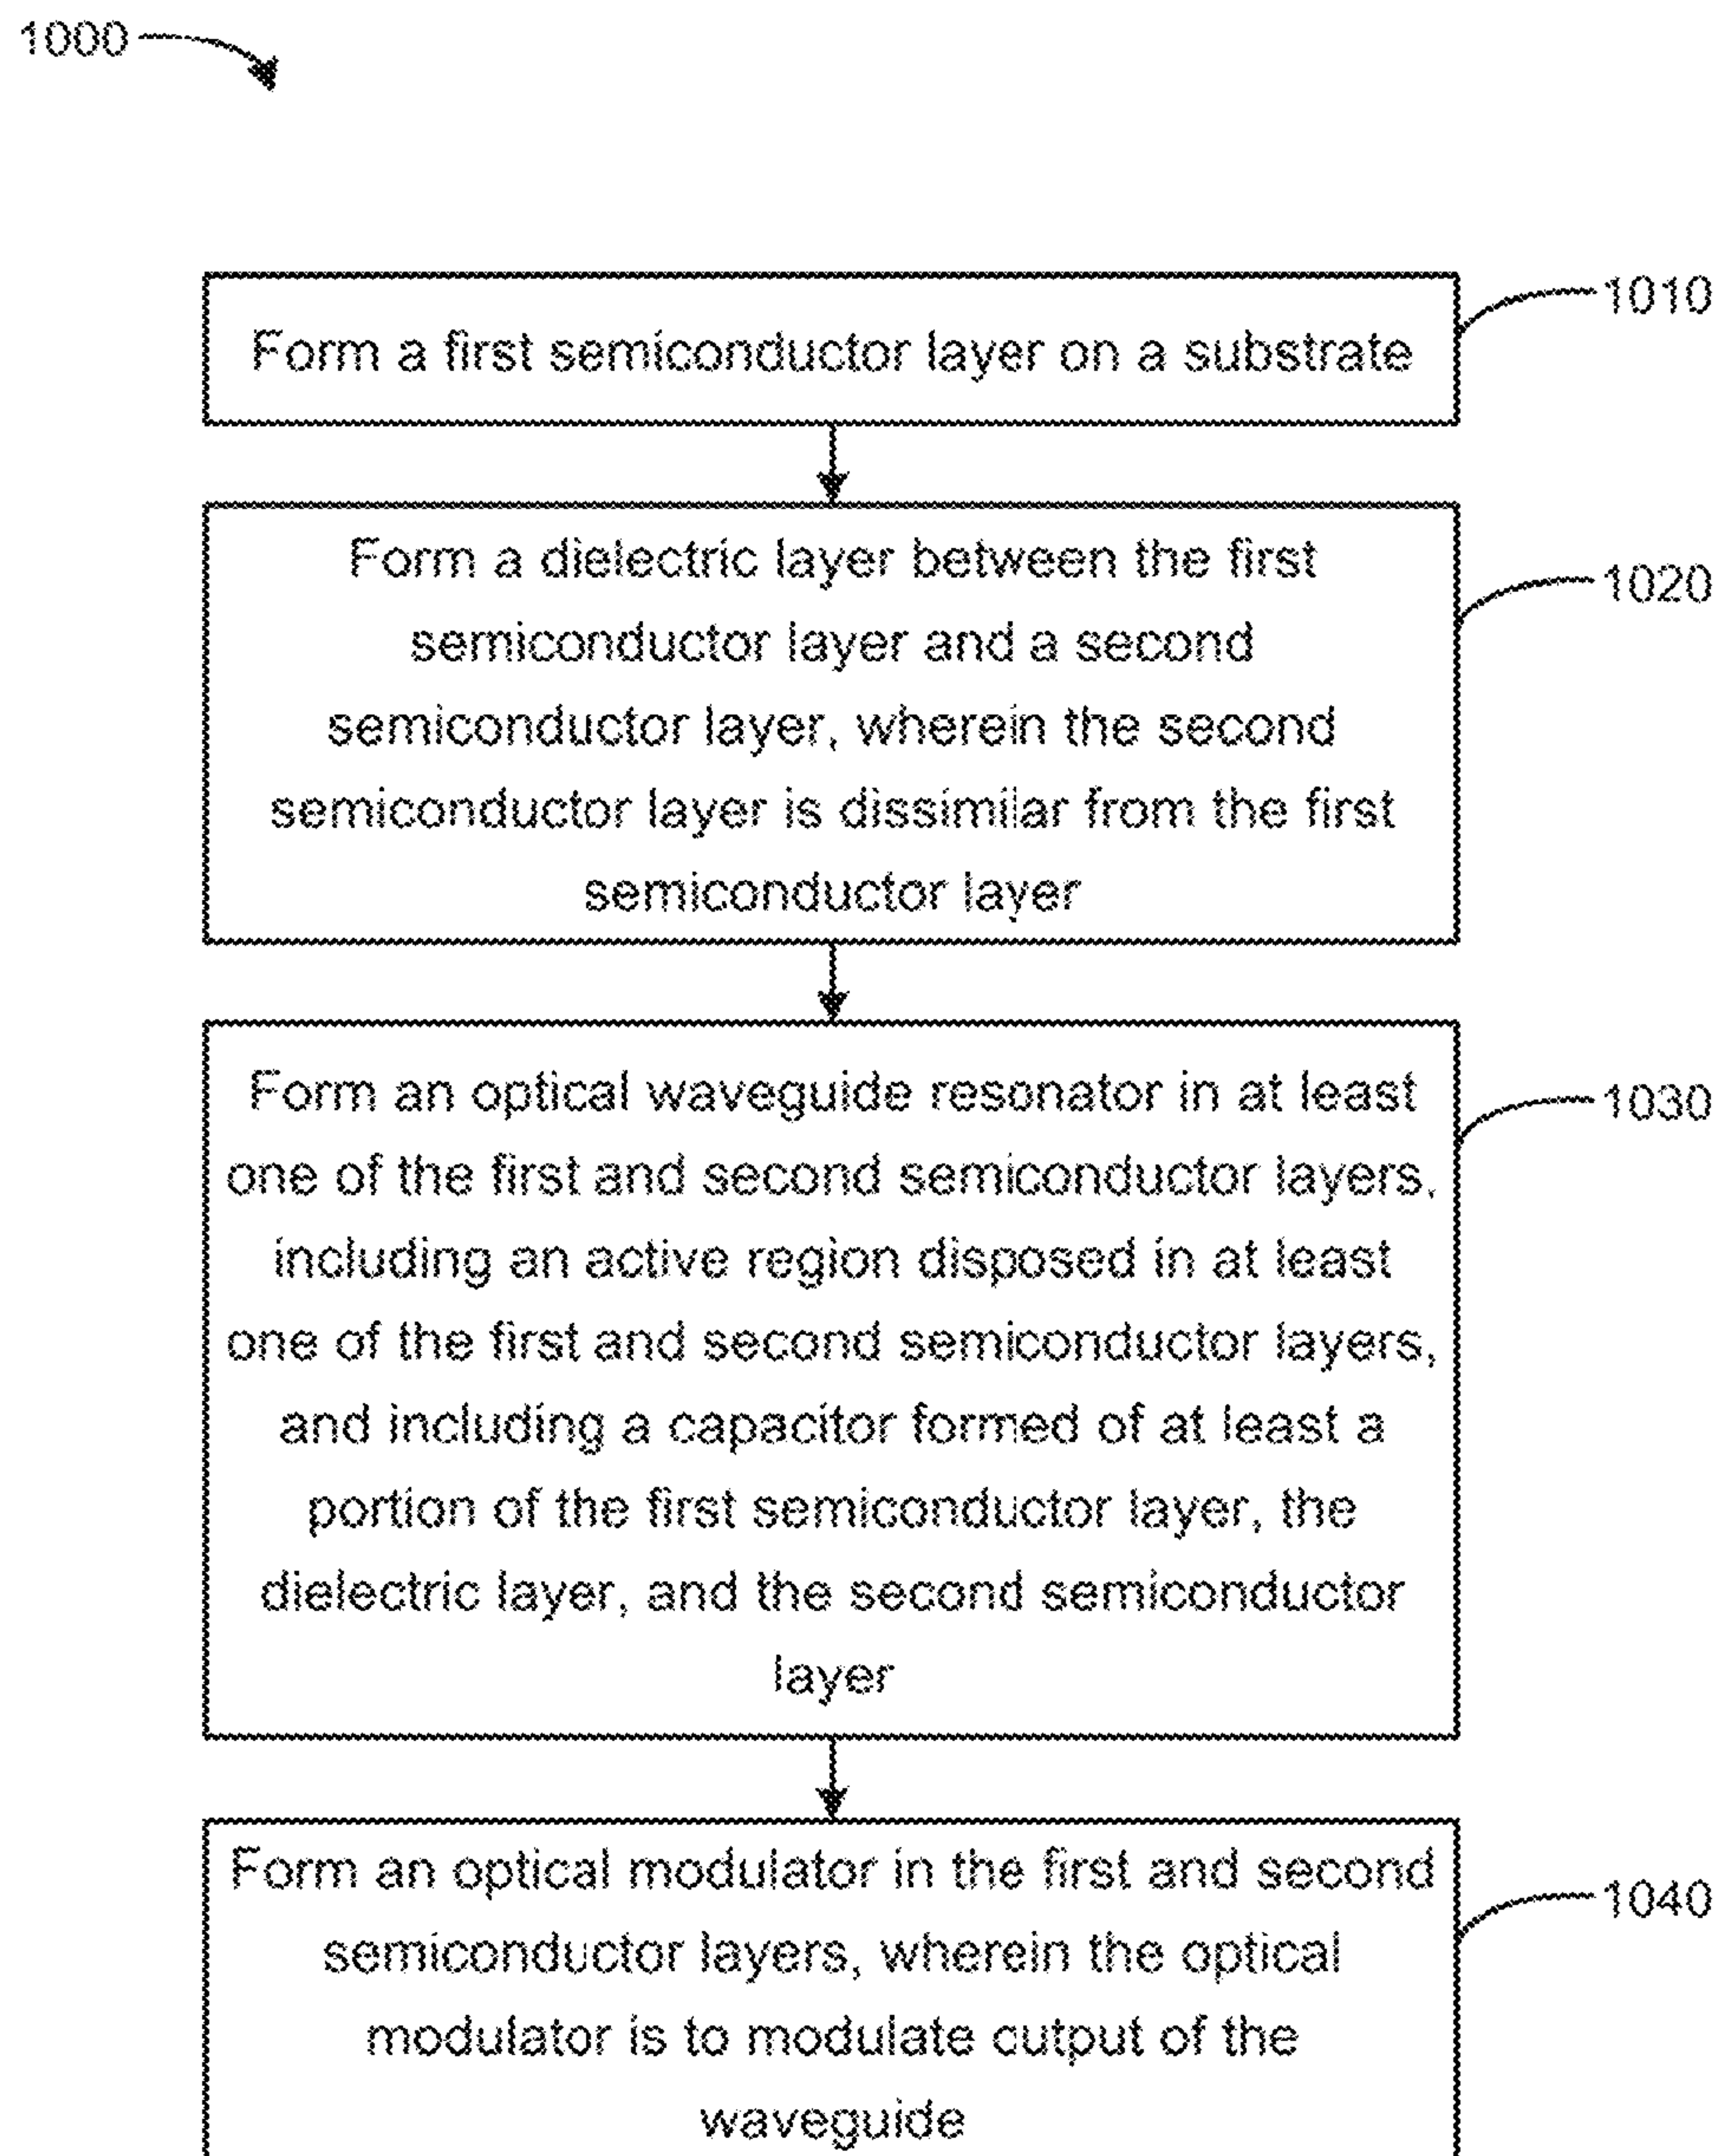 1000
1010
Form a first semiconductor layer on a substrate
1020
Form a dielectric layer between the first
semiconductor layer and a second
semiconductor layer, wherein the second
semiconductor layer is dissimilar from the first
semiconductor layer
1030
Form an optical waveguide resonator in at least
one of the first and second semiconductor layers,
including an active region disposed in at least
one of the first and second semiconductor layers,
and including a capacitor formed of at least a
portion of the first semiconductor layer, the
dielectric layer, and the second semiconductor
layer
1040
Form an optical modulator in the first and second
semiconductor layers, wherein the optical
modulator is to modulate output of the
waveguide